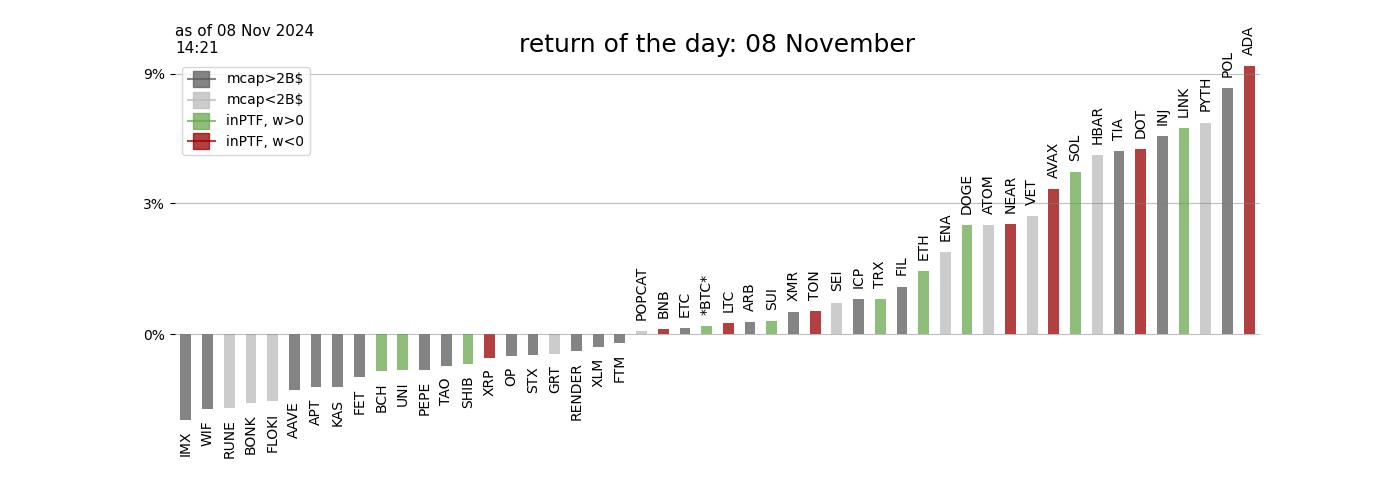 as of 08 Nov 2024
14:21
return of the day: 08 November
9%
3%
0%
mcap>2B$
mcap<2B$
inPTF, w>0
inPTF, w<0
IMX
WIF
RUNE
BONK
FLOKI
AAVE
APT
KAS
FET
BCH
UNI
PEPE
TAO
SHIB
XRP
OP
STX
GRT
RENDER
XLM
FTM
POPCAT
BNB
ETC
*BTC*
LTC
ARB
SUI
XMR
TON
SEI
ICP
TRX
FIL
ETH
ENA
DOGE
ATOM
NEAR
VET
AVAX
SOL
HBAR
TIA
DOT
INJ
LINK
PYTH
POL
ADA